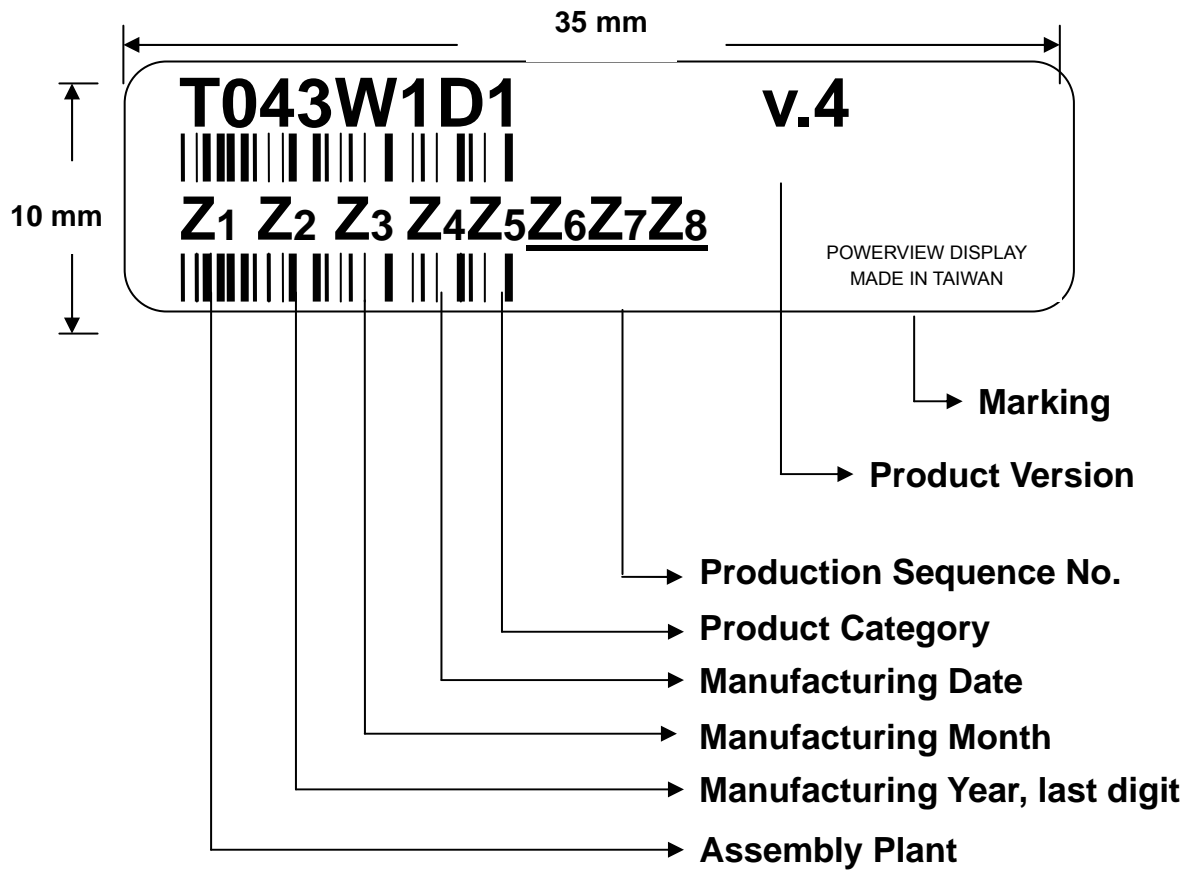 35 mm
T043W1D1 v.4
10 mm
Z1 Z2 Z3 Z4Z5Z6Z7Z8
POWERVIEW DISPLAY
MADE IN TAIWAN
Marking
Product Version
Production Sequence No.
Product Category
Manufacturing Date
Manufacturing Month
Manufacturing Year, last digit
Assembly Plant